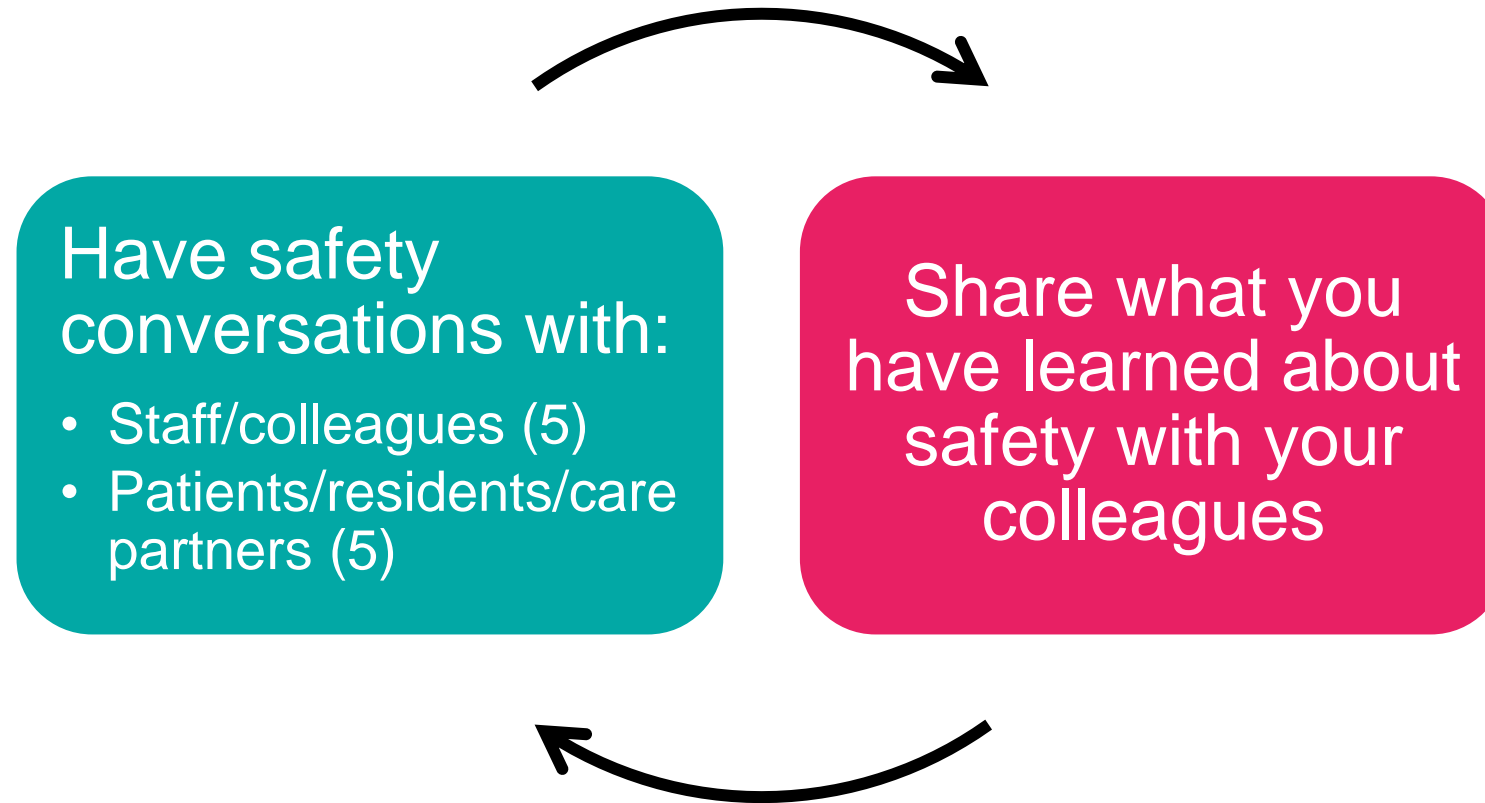 Have safety
conversations with:
• Staff/colleagues (5)
• Patients/residents/care
partners (5)
Share what you
have learned about
safety with your
colleagues